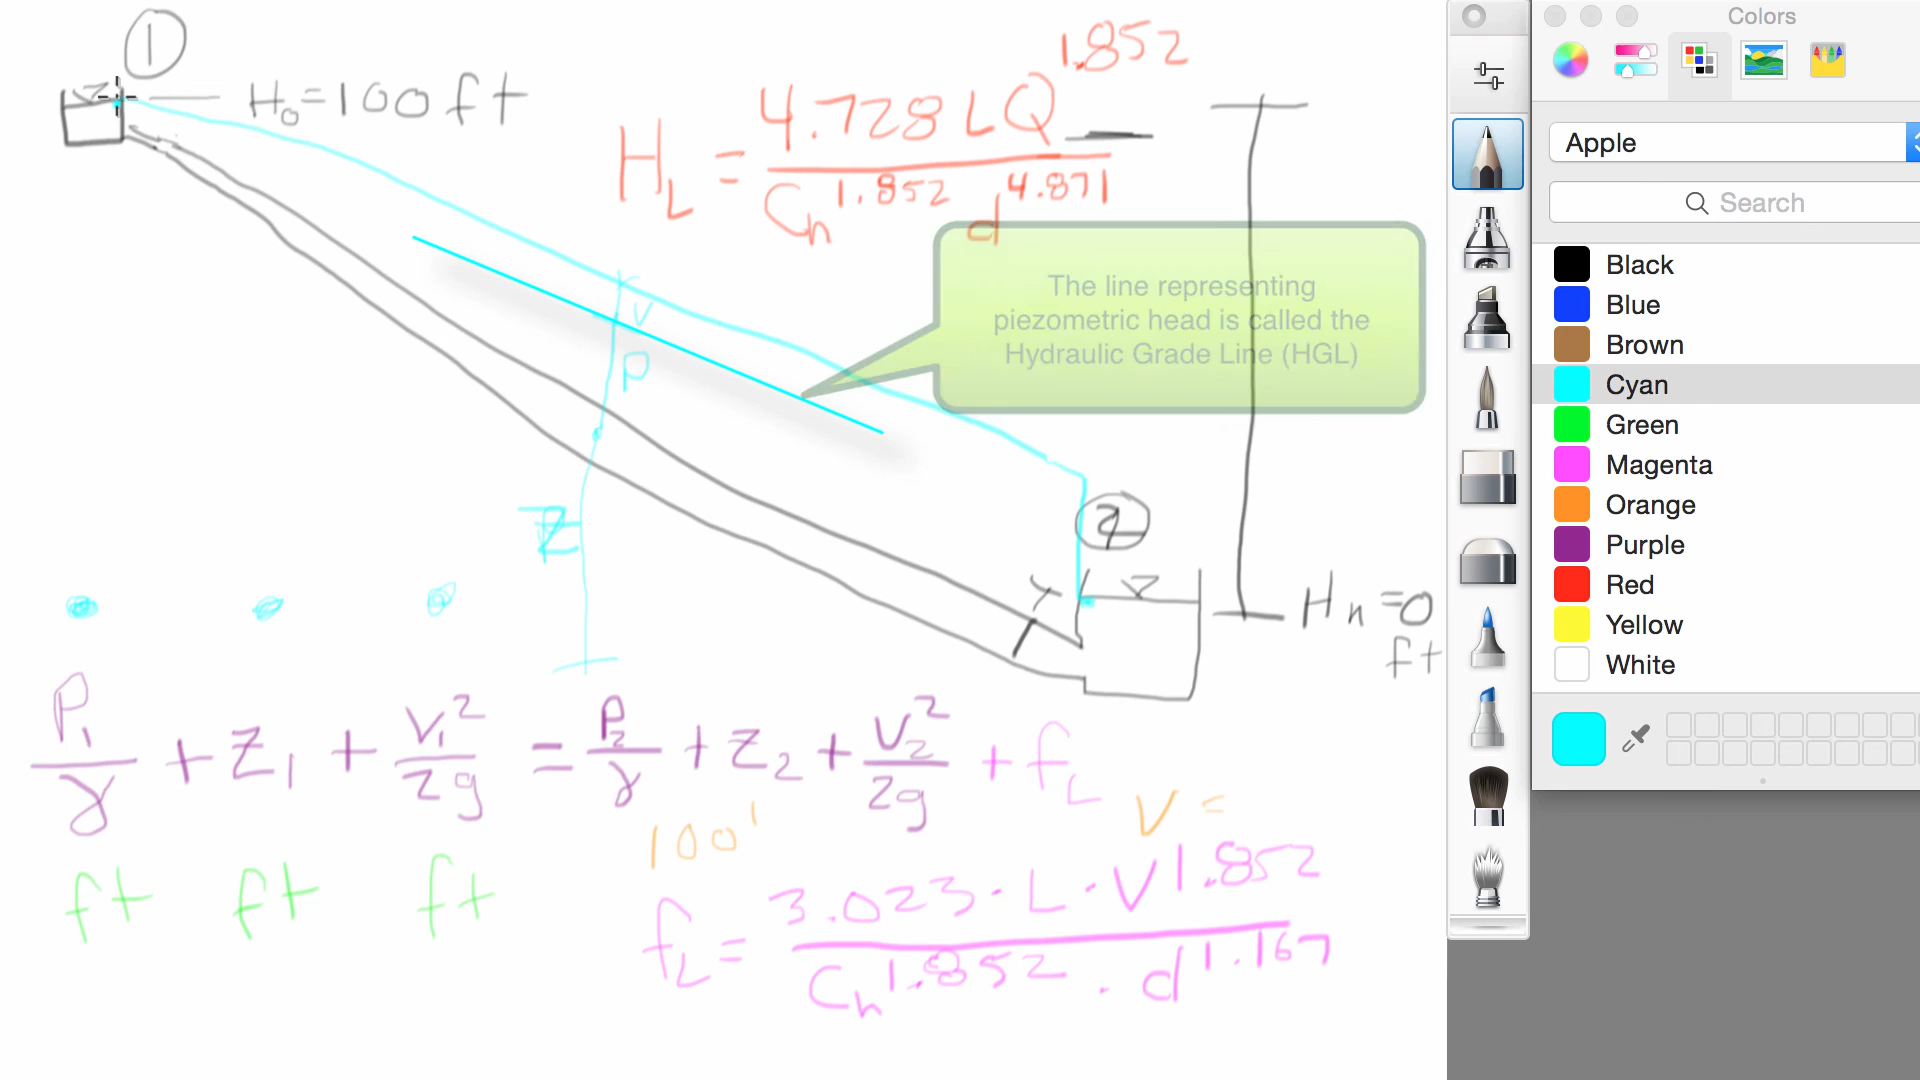 1
H₀=100 ft
H_L = 4.728 L Q^1.852 / C_h^1.852 d^4.871
The line representing
piezometric head is called the
Hydraulic Grade Line (HGL)
V
P
Z
2
H_n =0
ft
P₁/γ + Z₁ + V₁²/2g = P₂/γ + Z₂ + V₂²/2g + f_L
100'
V =
ft ft ft
f_L = 3.023 · L · V^1.852 / C_h^1.852 · d^1.167
Colors
Apple
Search
Black
Blue
Brown
Cyan
Green
Magenta
Orange
Purple
Red
Yellow
White